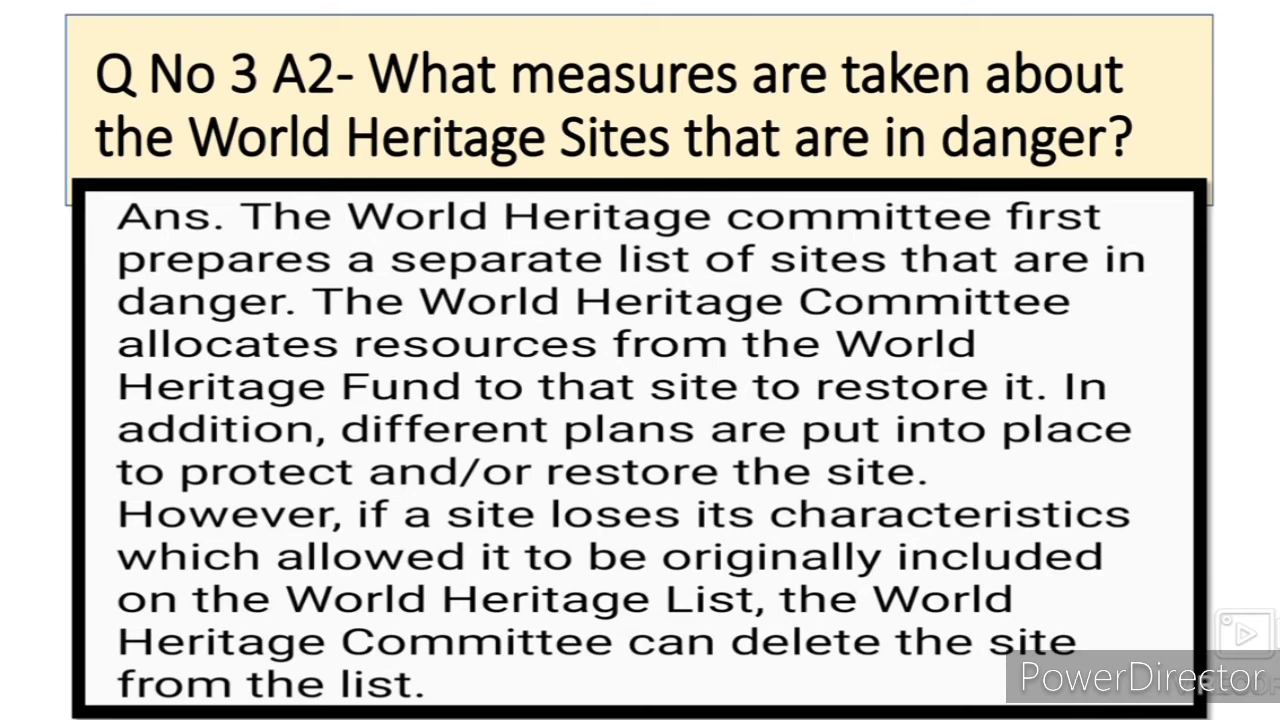 Q No 3 A2- What measures are taken about
the World Heritage Sites that are in danger?
Ans. The World Heritage committee first
prepares a separate list of sites that are in
danger. The World Heritage Committee
allocates resources from the World
Heritage Fund to that site to restore it. In
addition, different plans are put into place
to protect and/or restore the site.
However, if a site loses its characteristics
which allowed it to be originally included
on the World Heritage List, the World
Heritage Committee can delete the site
from the list.
PowerDirector